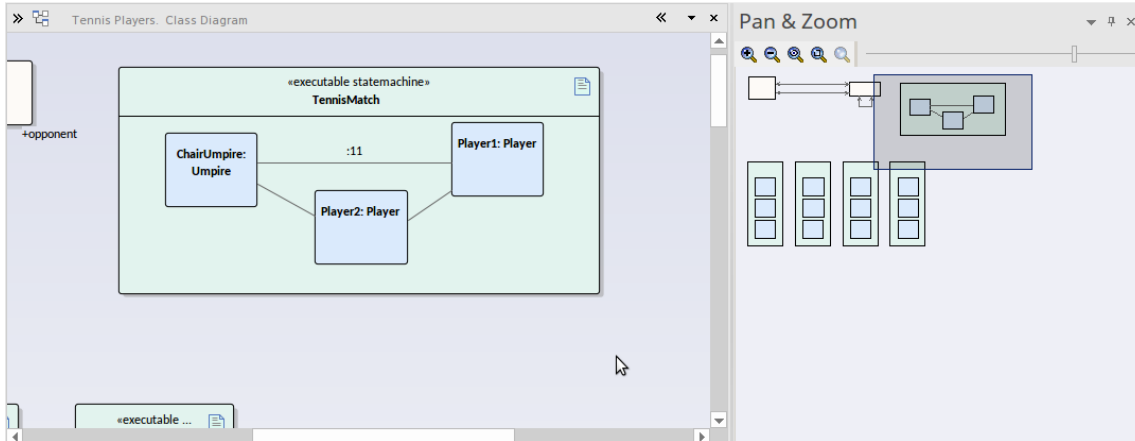 Tennis Players. Class Diagram
Pan & Zoom
«executable statemachine»
TennisMatch
+opponent
ChairUmpire:
Umpire
:11
Player1: Player
Player2: Player
«executable ...